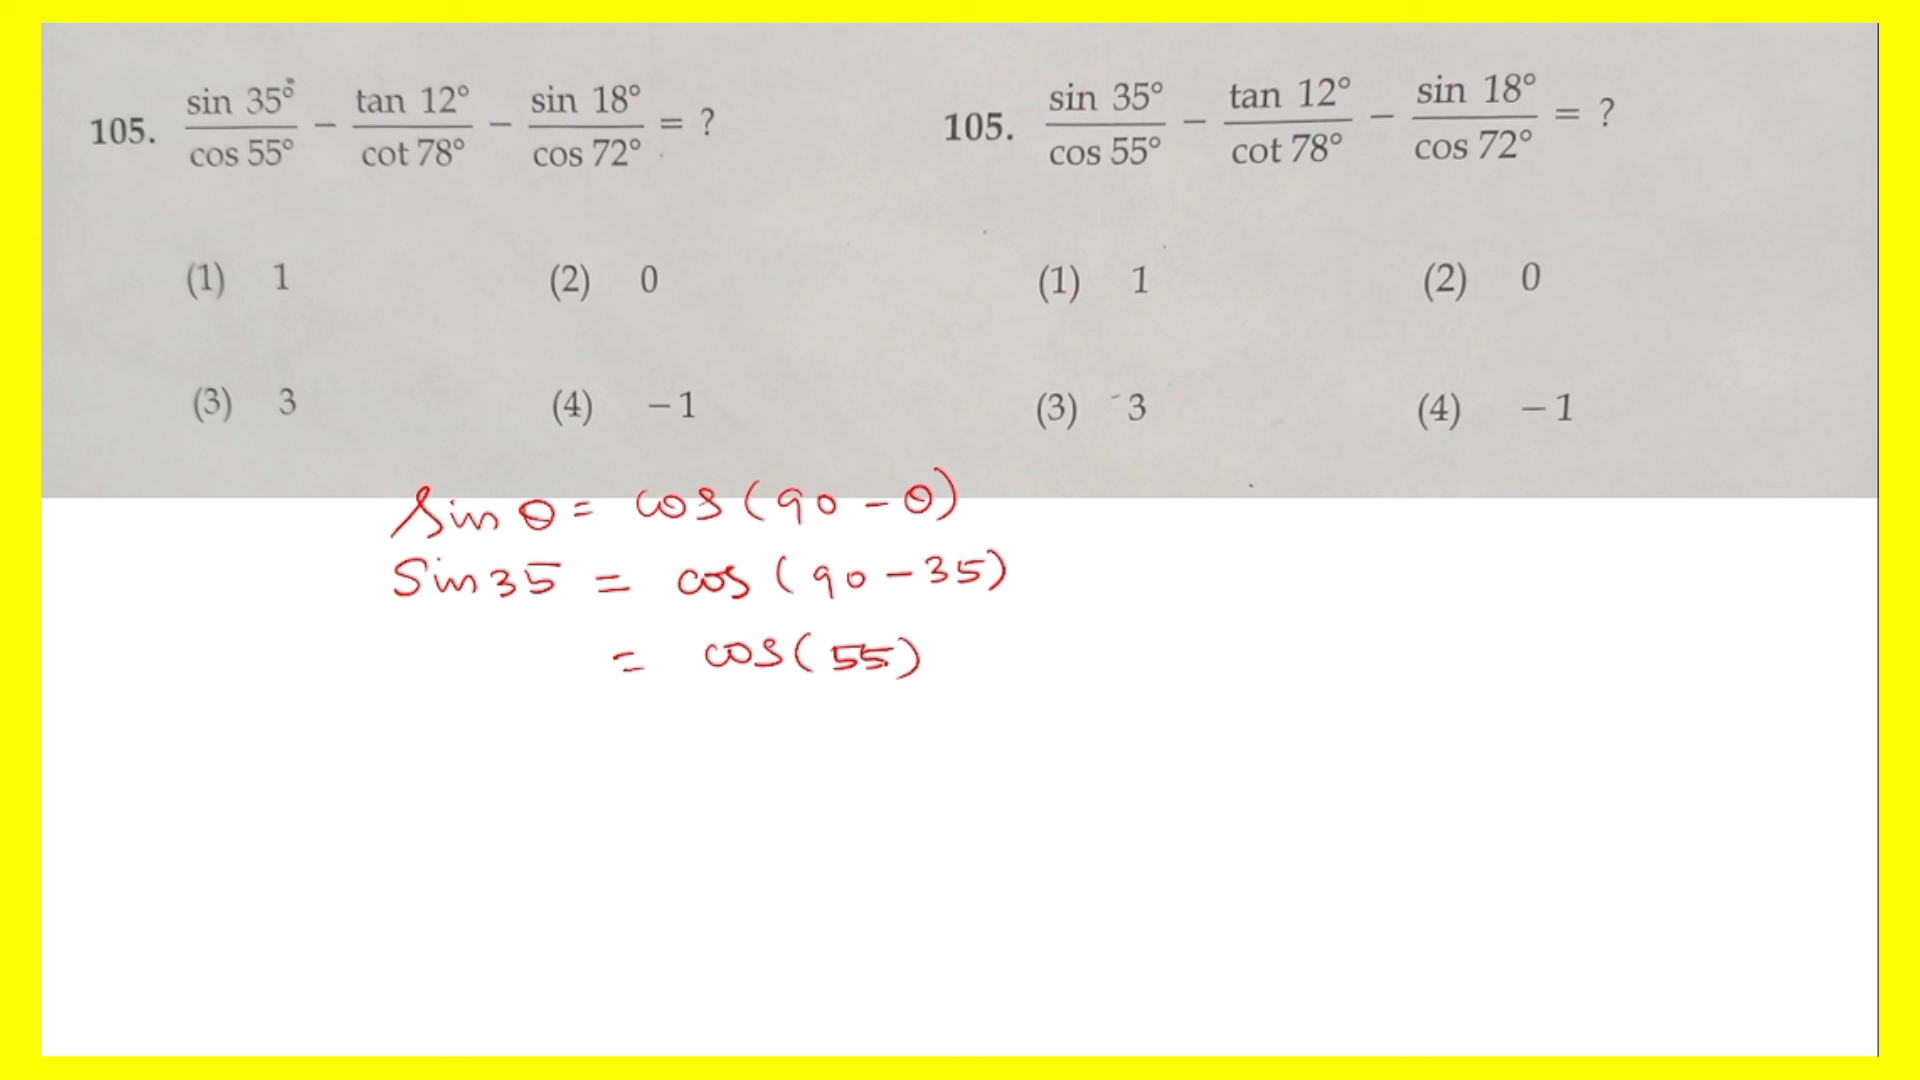 105. sin 35° / cos 55° − tan 12° / cot 78° − sin 18° / cos 72° = ?
(1) 1 (2) 0
(3) 3 (4) −1
105. sin 35° / cos 55° − tan 12° / cot 78° − sin 18° / cos 72° = ?
(1) 1 (2) 0
(3) 3 (4) −1
Sin θ = cos (90 − θ)
Sin 35 = cos (90 − 35)
= cos (55)